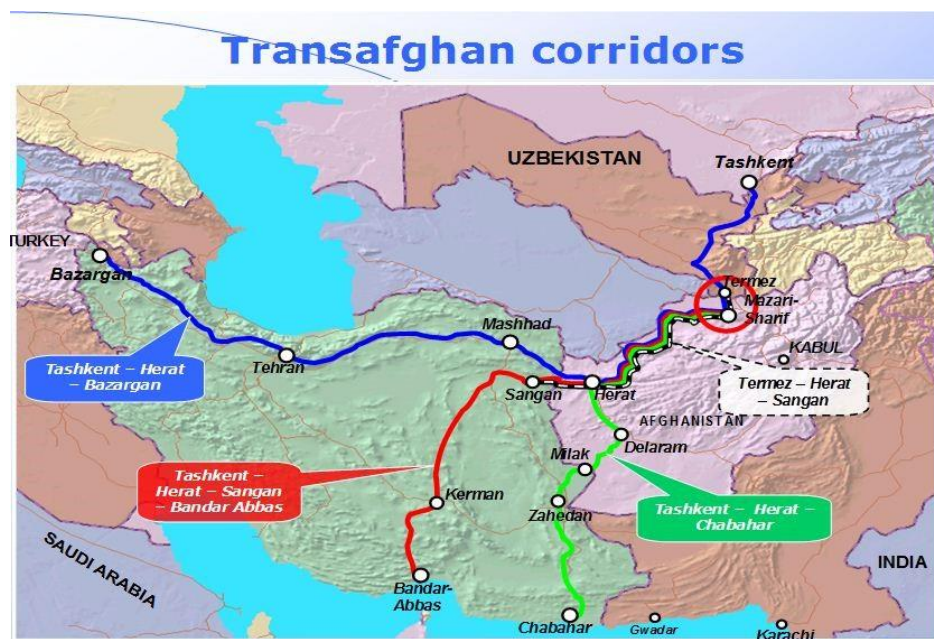 Transafghan corridors
UZBEKISTAN
Tashkent
TURKEY
Bazargan
Termez
Mazari-
Sharif
Mashhad
KABUL
Tashkent – Herat
– Bazargan
Tehran
Sangan
Herat
Termez – Herat
– Sangan
AFGHANISTAN
Delaram
Milak
Tashkent –
Herat – Sangan
– Bandar Abbas
Kerman
Zahedan
Tashkent – Herat –
Chabahar
SAUDI ARABIA
INDIA
Bandar-
Abbas
Chabahar
Gwadar
Karachi